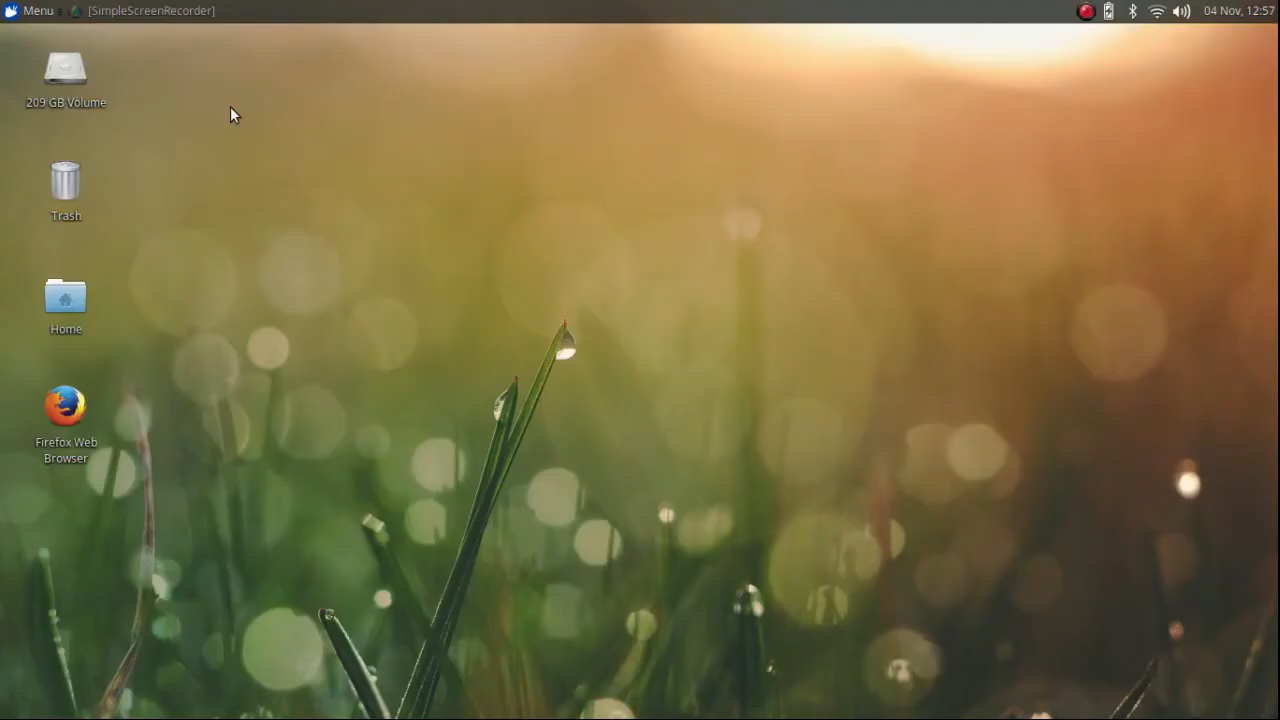 Menu
[SimpleScreenRecorder]
04 Nov, 12:57
209 GB Volume
Trash
Home
Firefox Web
Browser